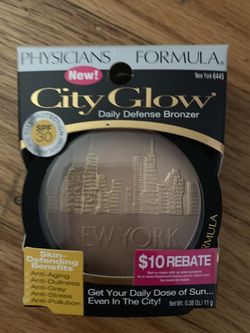 PHYSICIANS FORMULA®
New York 6445
New!
City Glow™
Daily Defense Bronzer
SPF
30
NEW YORK
Skin-
Defending
Benefits
Anti-Aging
Anti-Dullness
Anti-Grey
Anti-Stress
Anti-Pollution
$10 REBATE
Get Your Daily Dose of Sun...
Even In The City!
Net Wt. 0.38 Oz. / 11 g
FORMULA